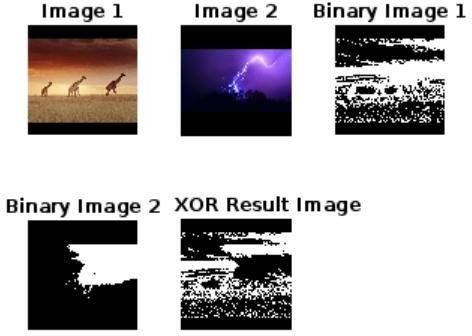 Image 1
Image 2
Binary Image 1
Binary Image 2
XOR Result Image